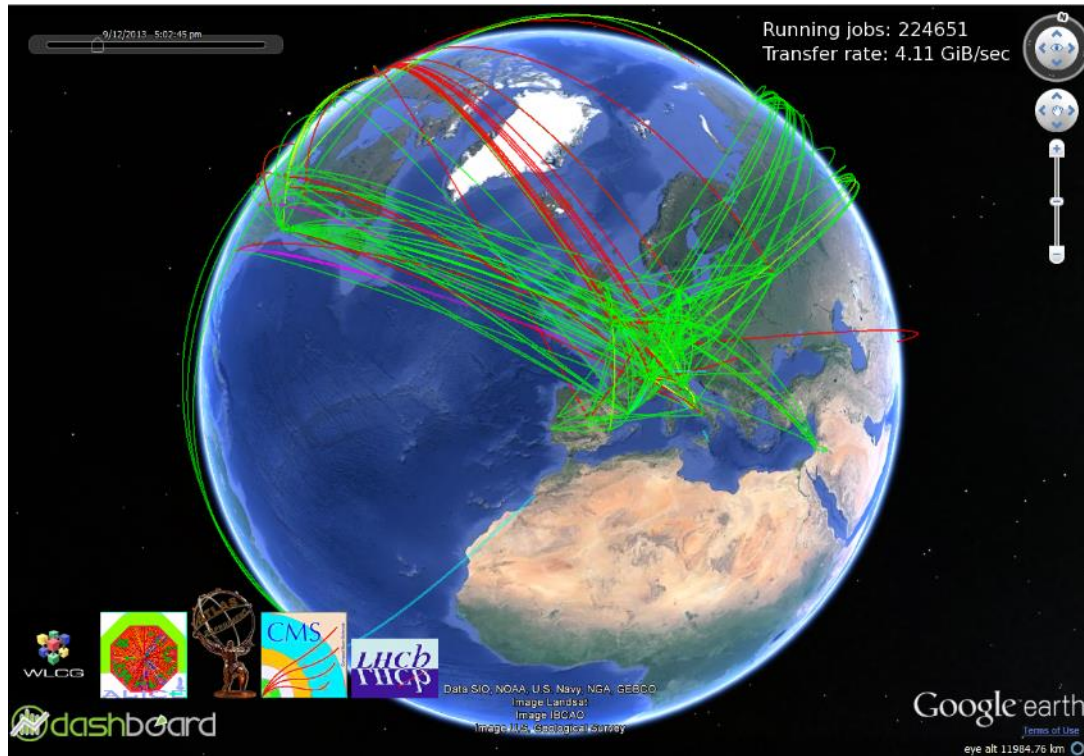 9/12/2013 5:02:45 pm
Running jobs: 224651
Transfer rate: 4.11 GiB/sec
N
WLCG
ALICE
CMS
LHCb
LHCb
Data SIO, NOAA, U.S. Navy, NGA, GEBCO
Image Landsat
Image IBCAO
Image U.S. Geological Survey
dashboard
Google earth
Terms of Use
eye alt 11984.76 km